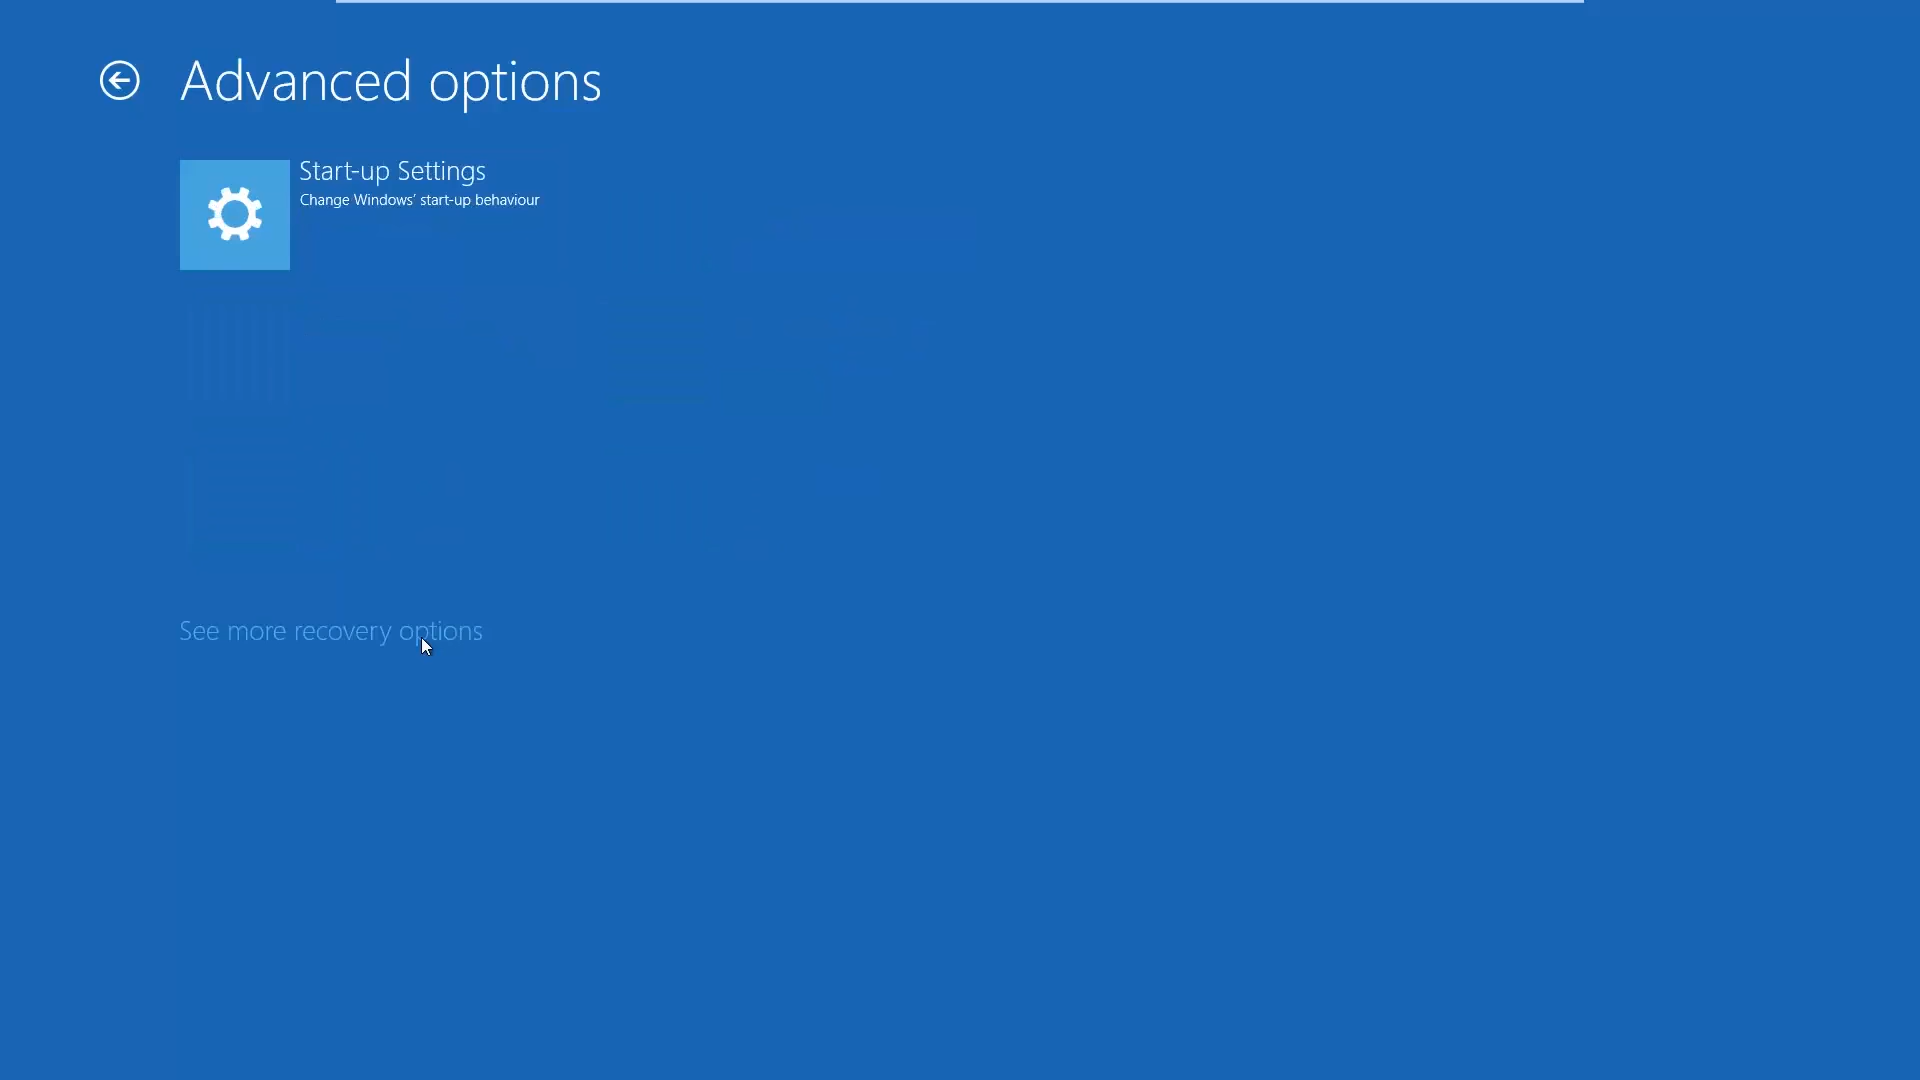 Advanced options
Start-up Settings
Change Windows' start-up behaviour
See more recovery options